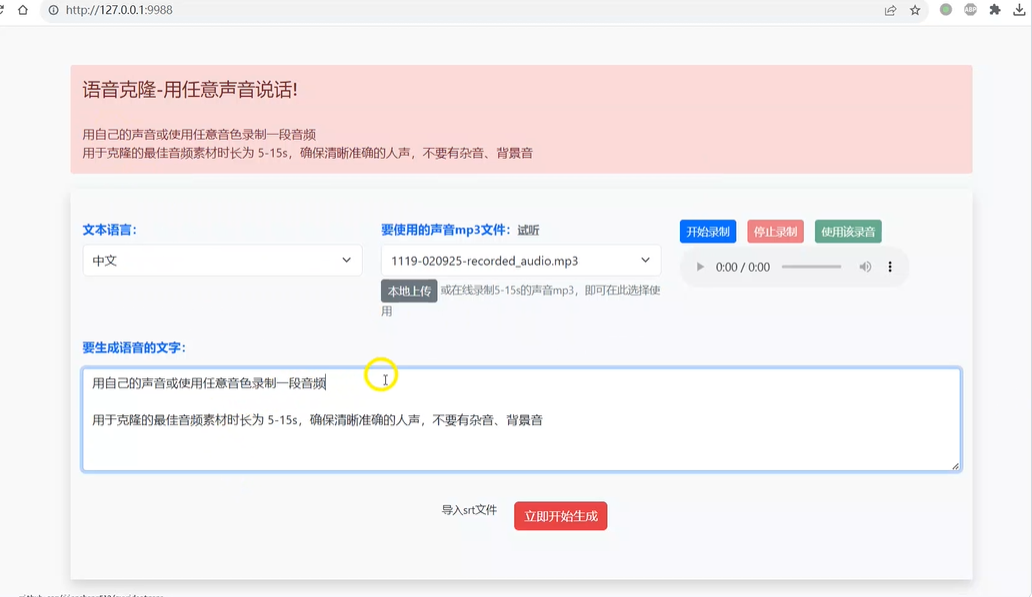 http://127.0.0.1:9988
ABP
语音克隆-用任意声音说话!
用自己的声音或使用任意音色录制一段音频
用于克隆的最佳音频素材时长为 5-15s，确保清晰准确的人声，不要有杂音、背景音
文本语言:
要使用的声音mp3文件: 试听
开始录制
停止录制
使用该录音
中文
1119-020925-recorded_audio.mp3
0:00 / 0:00
本地上传 或在线录制5-15s的声音mp3，即可在此选择使
用
要生成语音的文字:
用自己的声音或使用任意音色录制一段音频
用于克隆的最佳音频素材时长为 5-15s，确保清晰准确的人声，不要有杂音、背景音
导入srt文件
立即开始生成